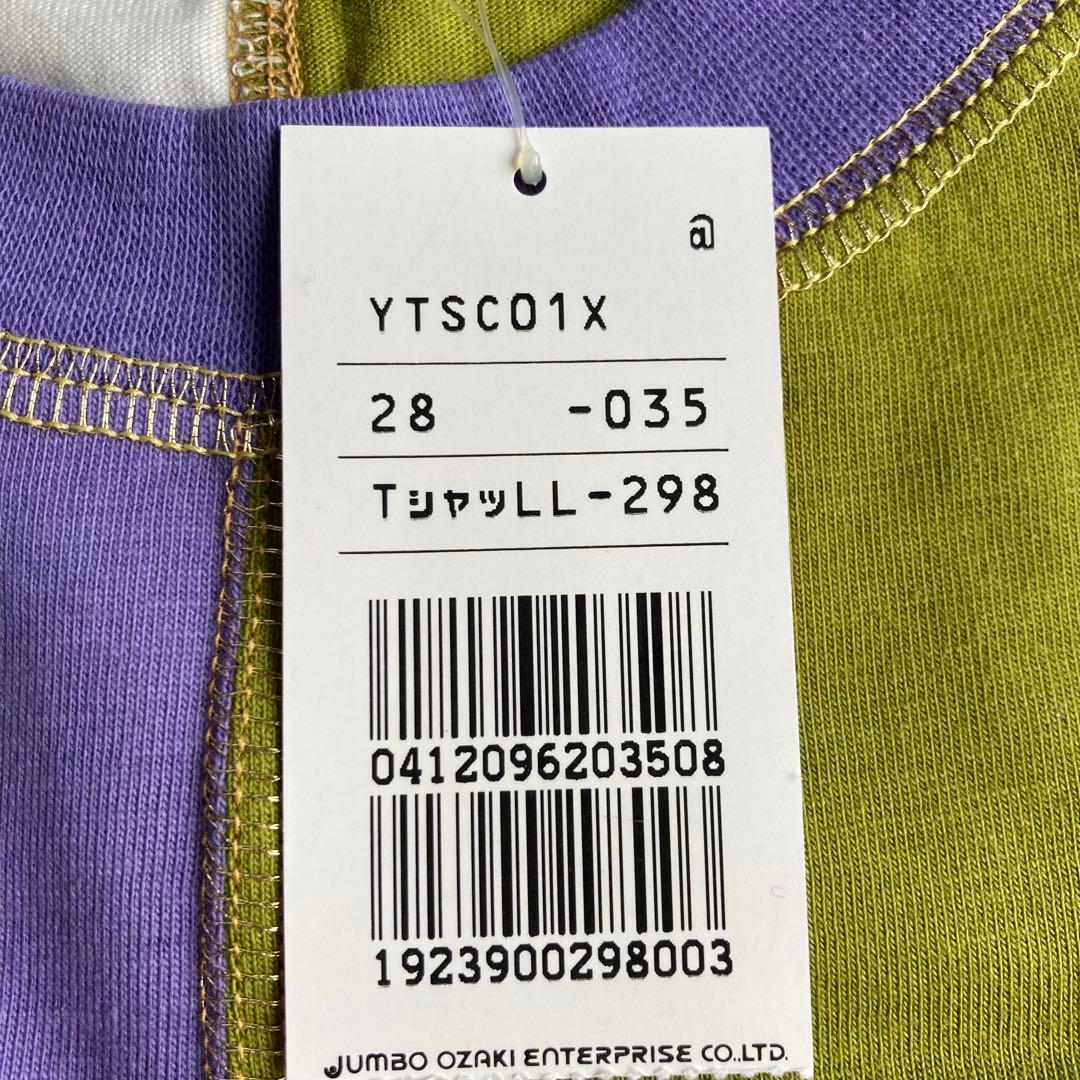 @
YTSC01X
28 -035
TシャツLL-298
0412096203508
1923900298003
JUMBO OZAKI ENTERPRISE CO.,LTD.